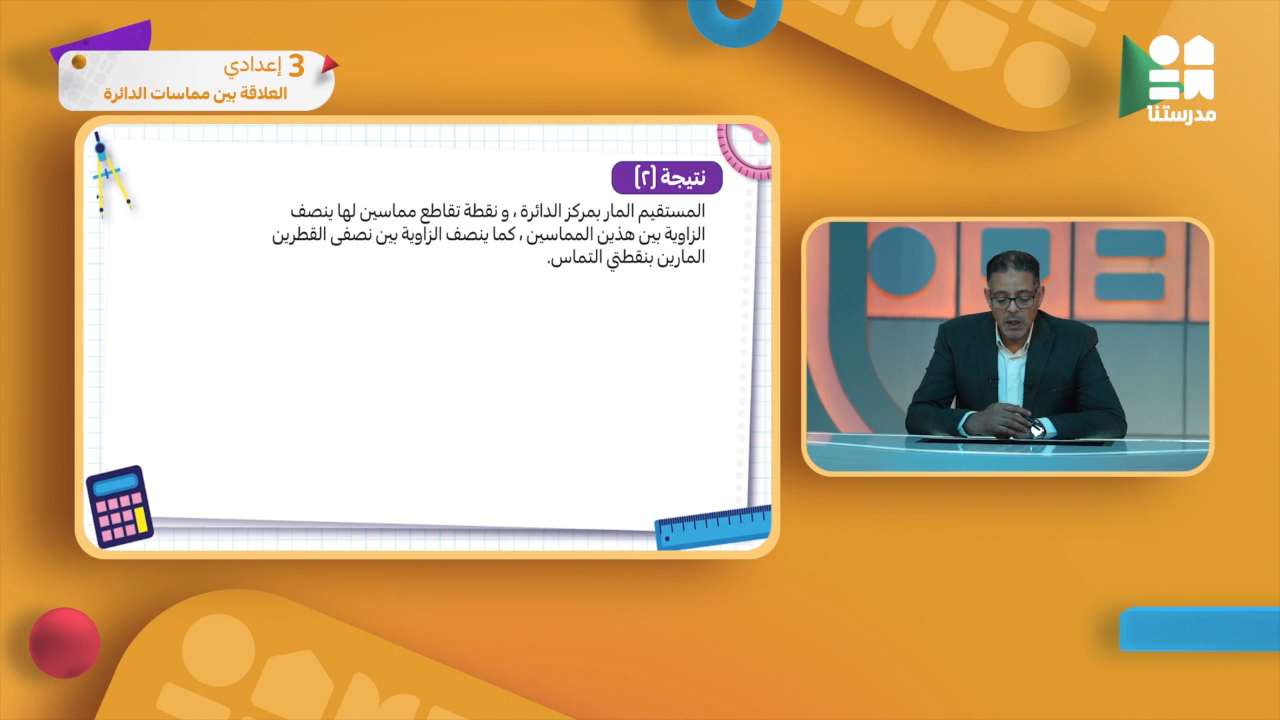 3 إعدادي
العلاقة بين مماسات الدائرة
مدرستنا
نتيجة [٢]
المستقيم المار بمركز الدائرة ، و نقطة تقاطع مماسين لها ينصف
الزاوية بين هذين المماسين ، كما ينصف الزاوية بين نصفى القطرين
المارين بنقطتي التماس.